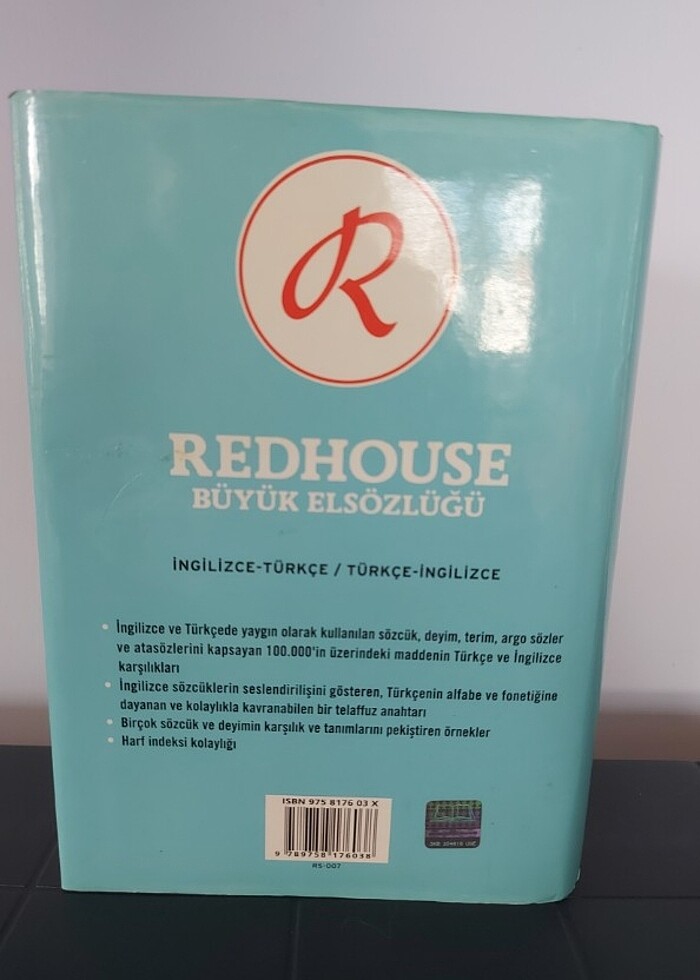 R
REDHOUSE
BÜYÜK ELSÖZLÜĞÜ
İNGİLİZCE-TÜRKÇE / TÜRKÇE-İNGİLİZCE
• İngilizce ve Türkçede yaygın olarak kullanılan sözcük, deyim, terim, argo sözler
ve atasözlerini kapsayan 100.000'in üzerindeki maddenin Türkçe ve İngilizce
karşılıkları
• İngilizce sözcüklerin seslendirilişini gösteren, Türkçenin alfabe ve fonetiğine
dayanan ve kolaylıkla kavranabilen bir telaffuz anahtarı
• Birçok sözcük ve deyimin karşılık ve tanımlarını pekiştiren örnekler
• Harf indeksi kolaylığı
ISBN 975 8176 03 X
9 789758 176038
RS-007